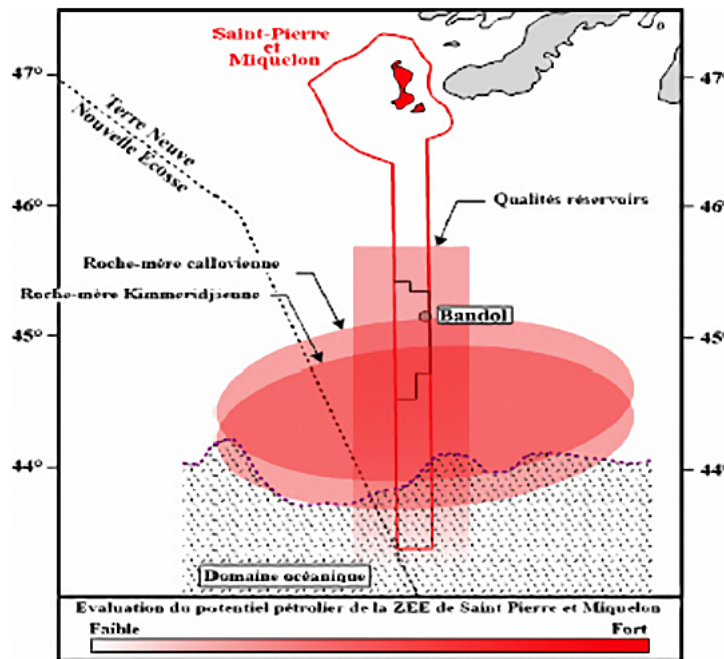 Saint-Pierre
et
Miquelon
47°
47°
Terre Neuve
Nouvelle Écosse
46°
46°
Qualités réservoirs
Roche-mère callovienne
Roche-mère Kimmeridjienne
Bandol
45°
45°
44°
44°
Domaine océanique
Evaluation du potentiel pétrolier de la ZEE de Saint Pierre et Miquelon
Faible
Fort